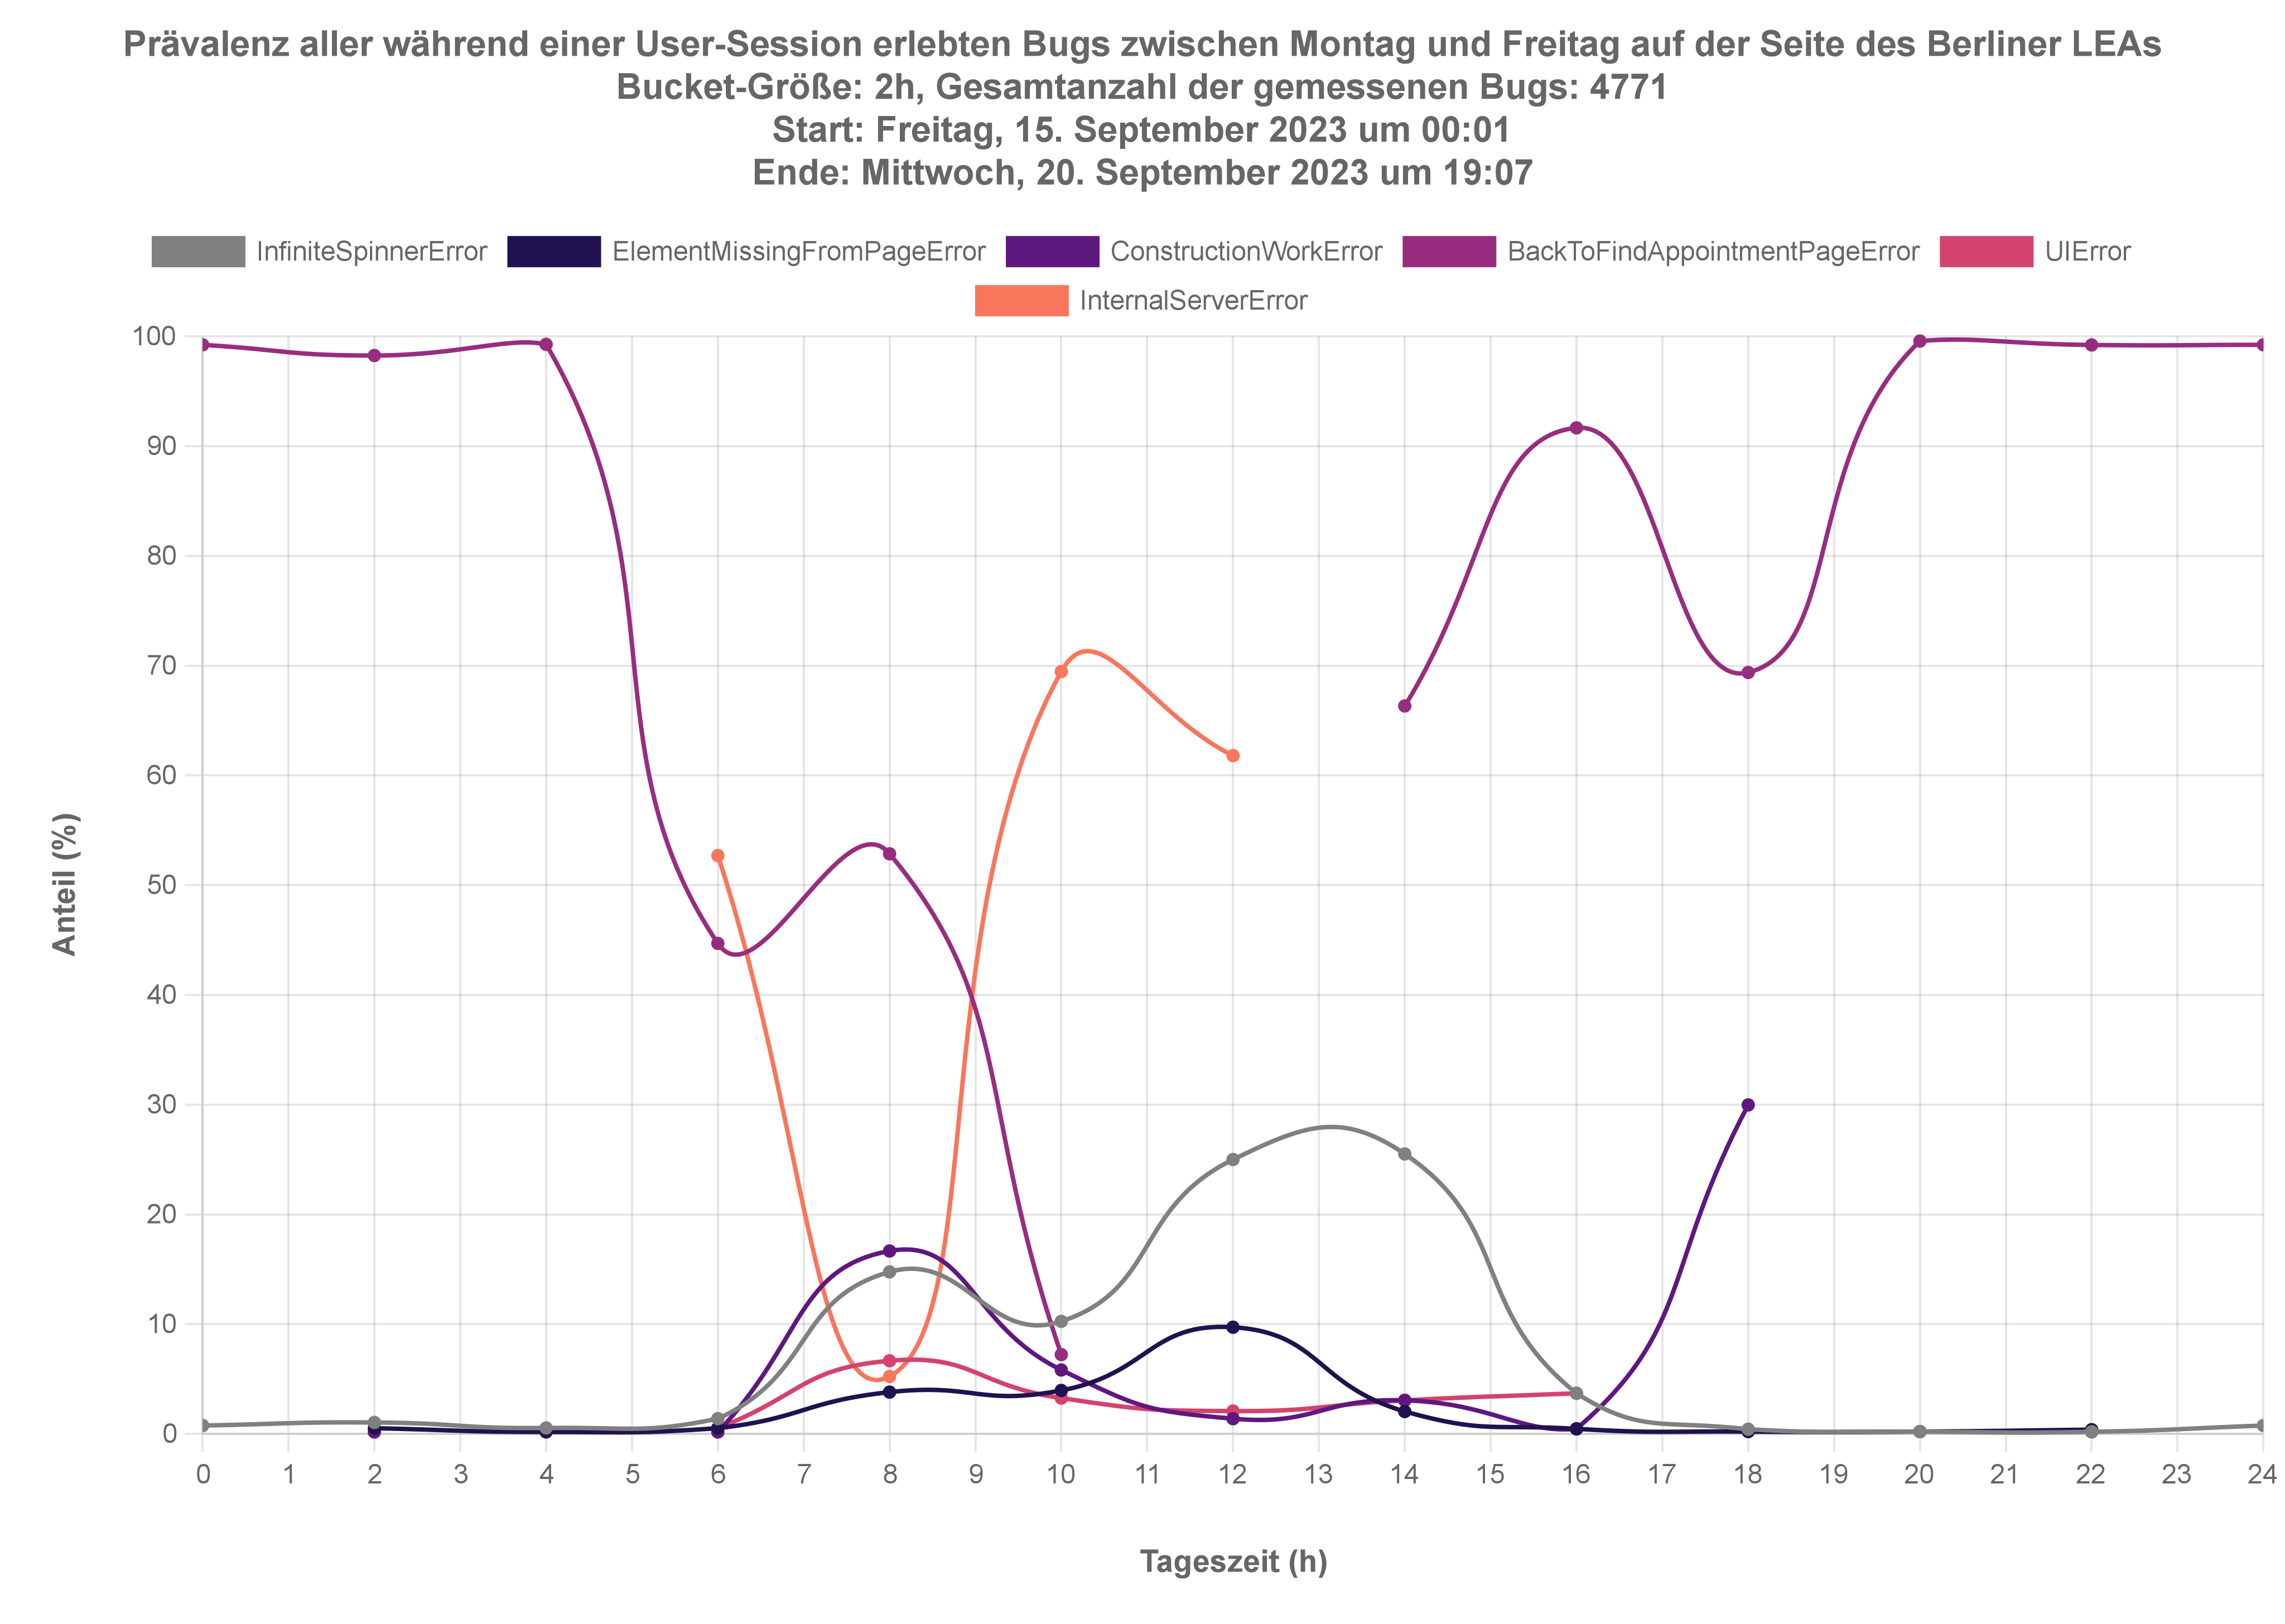 Prävalenz aller während einer User-Session erlebten Bugs zwischen Montag und Freitag auf der Seite des Berliner LEAs
Bucket-Größe: 2h, Gesamtanzahl der gemessenen Bugs: 4771
Start: Freitag, 15. September 2023 um 00:01
Ende: Mittwoch, 20. September 2023 um 19:07
InfiniteSpinnerError ElementMissingFromPageError ConstructionWorkError BackToFindAppointmentPageError UIError
InternalServerError
100
90
80
70
60
50
40
30
20
10
0
Anteil (%)
0 1 2 3 4 5 6 7 8 9 10 11 12 13 14 15 16 17 18 19 20 21 22 23 24
Tageszeit (h)